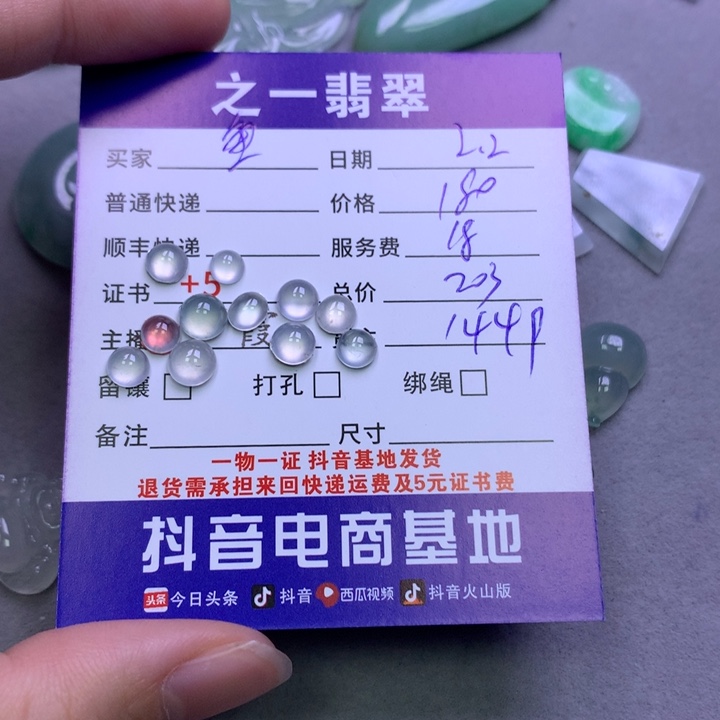 之一翡翠
买家 鱼 日期 2.2
普通快递 价格 180
顺丰快递 服务费 18
证书 +5 总价 203
主播 霞 144P
留镶 打孔 绑绳
备注 尺寸
一物一证 抖音基地发货
退货需承担来回快递运费及5元证书费
抖音电商基地
头条 今日头条 抖音 西瓜视频 抖音火山版